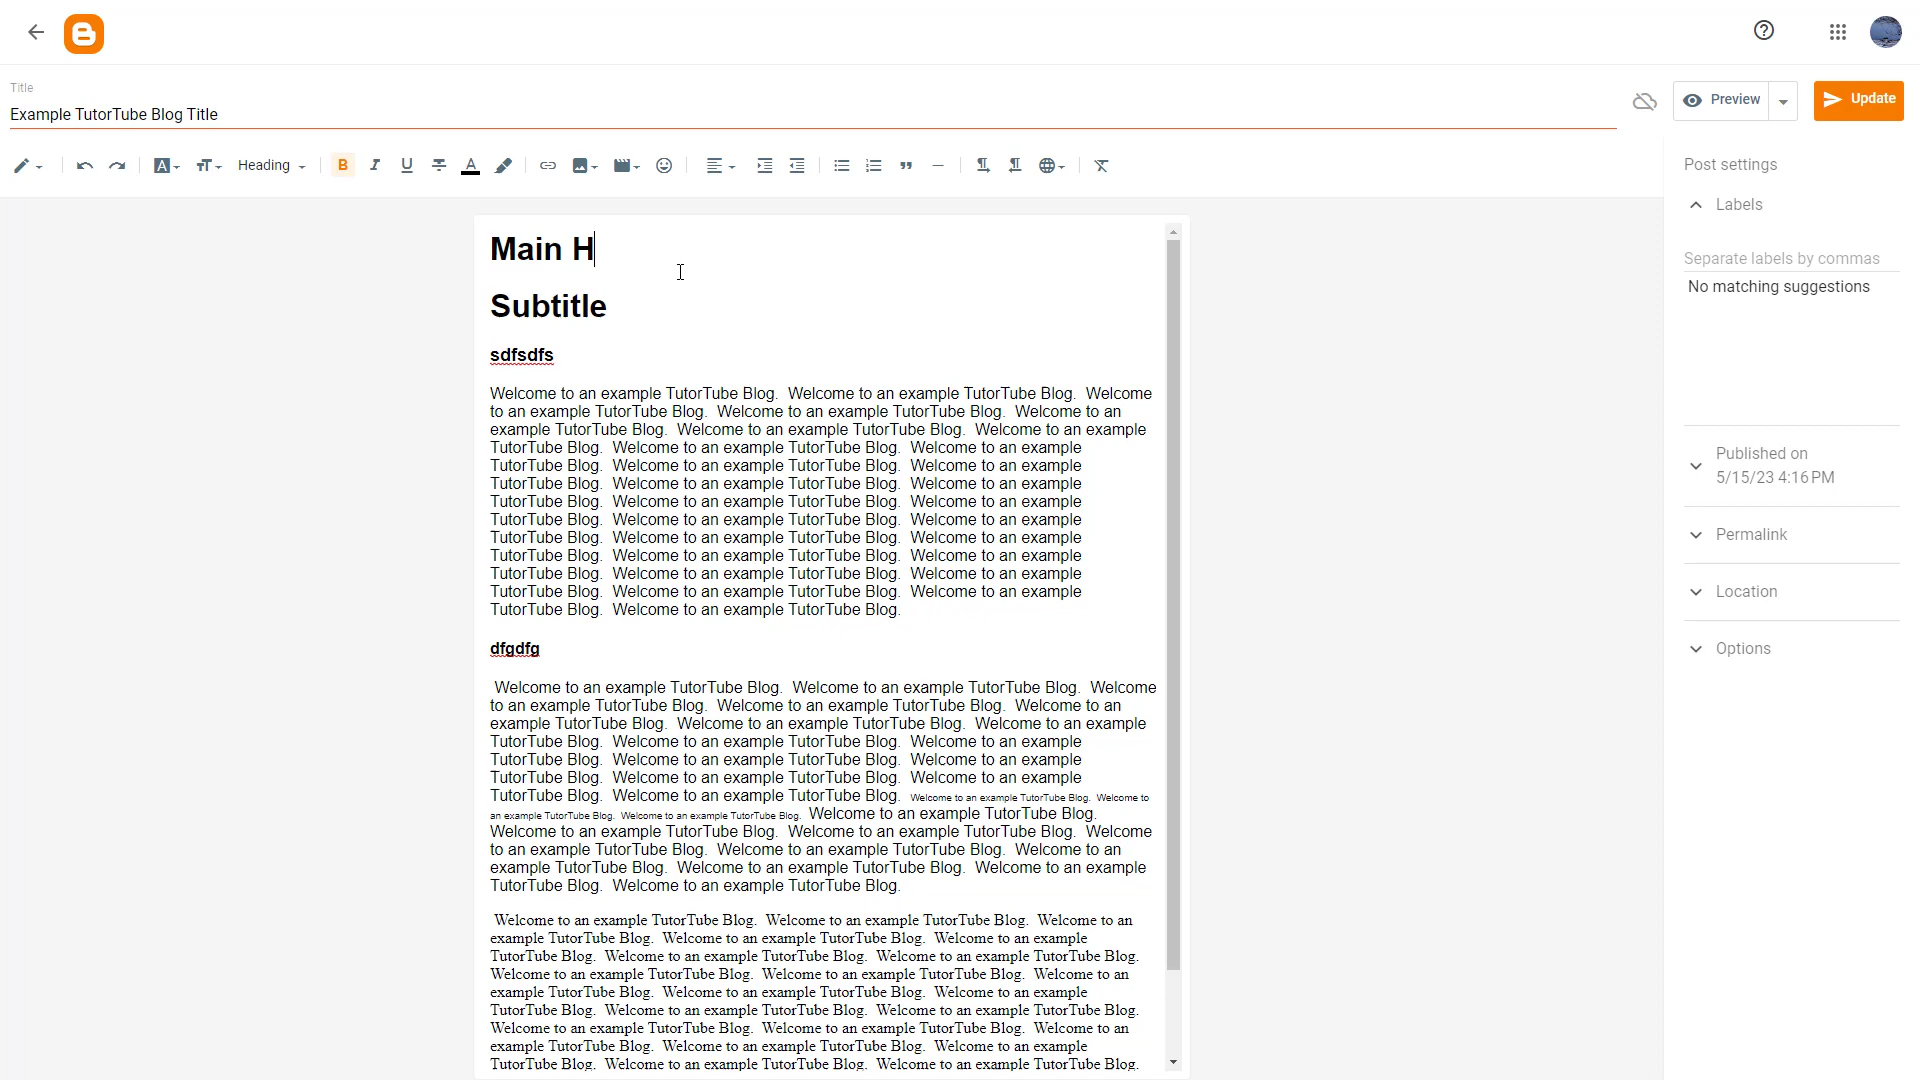 Title
Example TutorTube Blog Title
Preview
Update
Heading
B
Post settings
Labels
Separate labels by commas
No matching suggestions
Published on
5/15/23 4:16 PM
Permalink
Location
Options
Main H
Subtitle
sdfsdfs
Welcome to an example TutorTube Blog.  Welcome to an example TutorTube Blog.  Welcome
to an example TutorTube Blog.  Welcome to an example TutorTube Blog.  Welcome to an
example TutorTube Blog.  Welcome to an example TutorTube Blog.  Welcome to an example
TutorTube Blog.  Welcome to an example TutorTube Blog.  Welcome to an example
TutorTube Blog.  Welcome to an example TutorTube Blog.  Welcome to an example
TutorTube Blog.  Welcome to an example TutorTube Blog.  Welcome to an example
TutorTube Blog.  Welcome to an example TutorTube Blog.  Welcome to an example
TutorTube Blog.  Welcome to an example TutorTube Blog.  Welcome to an example
TutorTube Blog.  Welcome to an example TutorTube Blog.  Welcome to an example
TutorTube Blog.  Welcome to an example TutorTube Blog.  Welcome to an example
TutorTube Blog.  Welcome to an example TutorTube Blog.  Welcome to an example
TutorTube Blog.  Welcome to an example TutorTube Blog.  Welcome to an example
TutorTube Blog.  Welcome to an example TutorTube Blog.
dfgdfg
Welcome to an example TutorTube Blog.  Welcome to an example TutorTube Blog.  Welcome
to an example TutorTube Blog.  Welcome to an example TutorTube Blog.  Welcome to an
example TutorTube Blog.  Welcome to an example TutorTube Blog.  Welcome to an example
TutorTube Blog.  Welcome to an example TutorTube Blog.  Welcome to an example
TutorTube Blog.  Welcome to an example TutorTube Blog.  Welcome to an example
TutorTube Blog.  Welcome to an example TutorTube Blog.  Welcome to an example
TutorTube Blog.  Welcome to an example TutorTube Blog.  Welcome to an example TutorTube Blog.  Welcome to
an example TutorTube Blog.  Welcome to an example TutorTube Blog.  Welcome to an example TutorTube Blog.
Welcome to an example TutorTube Blog.  Welcome to an example TutorTube Blog.  Welcome
to an example TutorTube Blog.  Welcome to an example TutorTube Blog.  Welcome to an
example TutorTube Blog.  Welcome to an example TutorTube Blog.  Welcome to an example
TutorTube Blog.  Welcome to an example TutorTube Blog.
Welcome to an example TutorTube Blog.  Welcome to an example TutorTube Blog.  Welcome to an
example TutorTube Blog.  Welcome to an example TutorTube Blog.  Welcome to an example
TutorTube Blog.  Welcome to an example TutorTube Blog.  Welcome to an example TutorTube Blog.
Welcome to an example TutorTube Blog.  Welcome to an example TutorTube Blog.  Welcome to an
example TutorTube Blog.  Welcome to an example TutorTube Blog.  Welcome to an example
TutorTube Blog.  Welcome to an example TutorTube Blog.  Welcome to an example TutorTube Blog.
Welcome to an example TutorTube Blog.  Welcome to an example TutorTube Blog.  Welcome to an
example TutorTube Blog.  Welcome to an example TutorTube Blog.  Welcome to an example
TutorTube Blog.  Welcome to an example TutorTube Blog.  Welcome to an example TutorTube Blog.